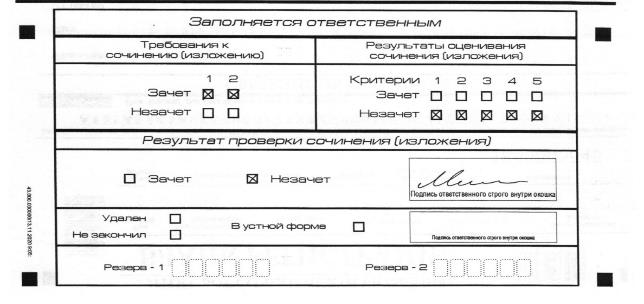 Заполняется ответственным
Требования к сочинению (изложению)
Результаты оценивания сочинения (изложения)
1 2
Зачет ☒ ☒
Незачет ☐ ☐
Критерии 1 2 3 4 5
Зачет ☐ ☐ ☐ ☐ ☐
Незачет ☒ ☒ ☒ ☒ ☒
Результат проверки сочинения (изложения)
☐ Зачет ☒ Незачет
Подпись ответственного строго внутри окошка
Удален ☐
Не закончил ☐
В устной форме ☐
Подпись ответственного строго внутри окошка
Резерв - 1
Резерв - 2